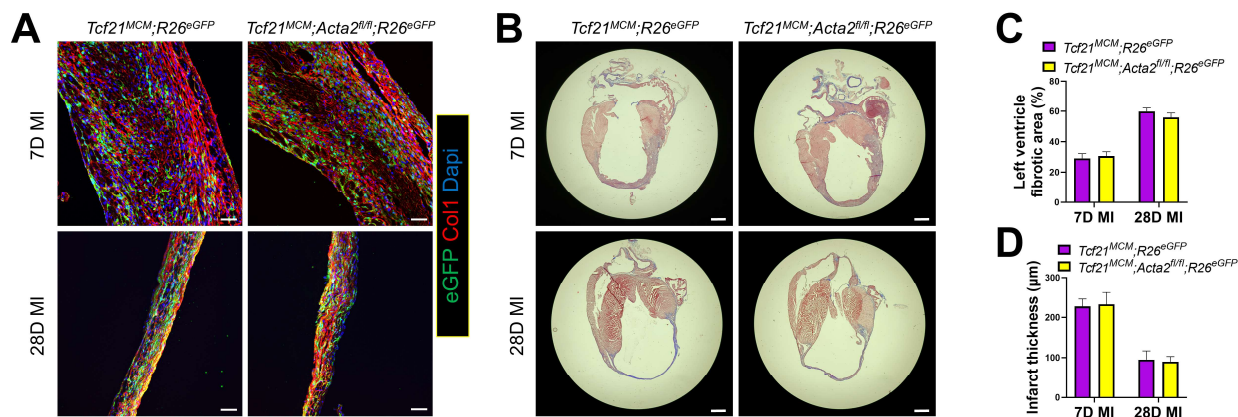 A
Tcf21MCM;R26eGFP
Tcf21MCM;Acta2fl/fl;R26eGFP
7D MI
28D MI
eGFP Col1 Dapi
B
Tcf21MCM;R26eGFP
Tcf21MCM;Acta2fl/fl;R26eGFP
7D MI
28D MI
C
Tcf21MCM;R26eGFP
Tcf21MCM;Acta2fl/fl;R26eGFP
Left ventricle
fibrotic area (%)
80
60
40
20
0
7D MI
28D MI
D
Tcf21MCM;R26eGFP
Tcf21MCM;Acta2fl/fl;R26eGFP
Infarct thickness (µm)
300
200
100
0
7D MI
28D MI